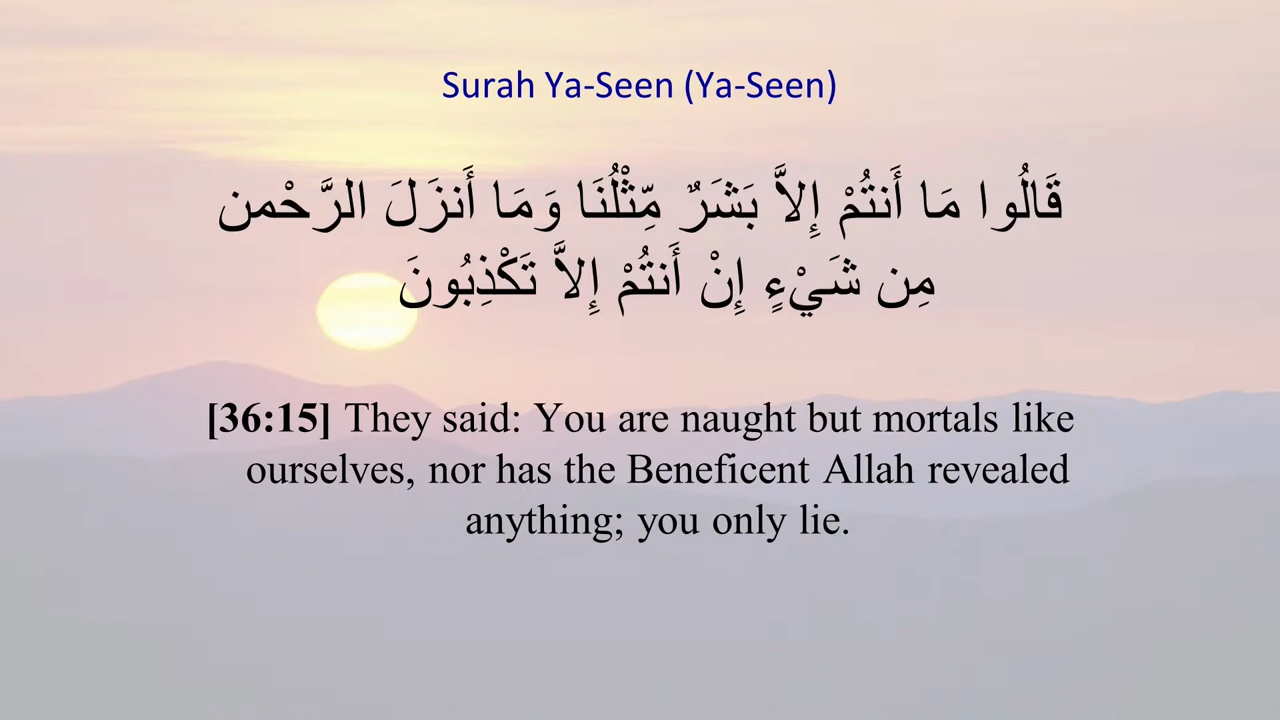 Surah Ya-Seen (Ya-Seen)
قَالُوا مَا أَنتُمْ إِلاَّ بَشَرٌ مِّثْلُنَا وَمَا أَنزَلَ الرَّحْمن
مِن شَيْءٍ إِنْ أَنتُمْ إِلاَّ تَكْذِبُونَ
[36:15] They said: You are naught but mortals like
ourselves, nor has the Beneficent Allah revealed
anything; you only lie.